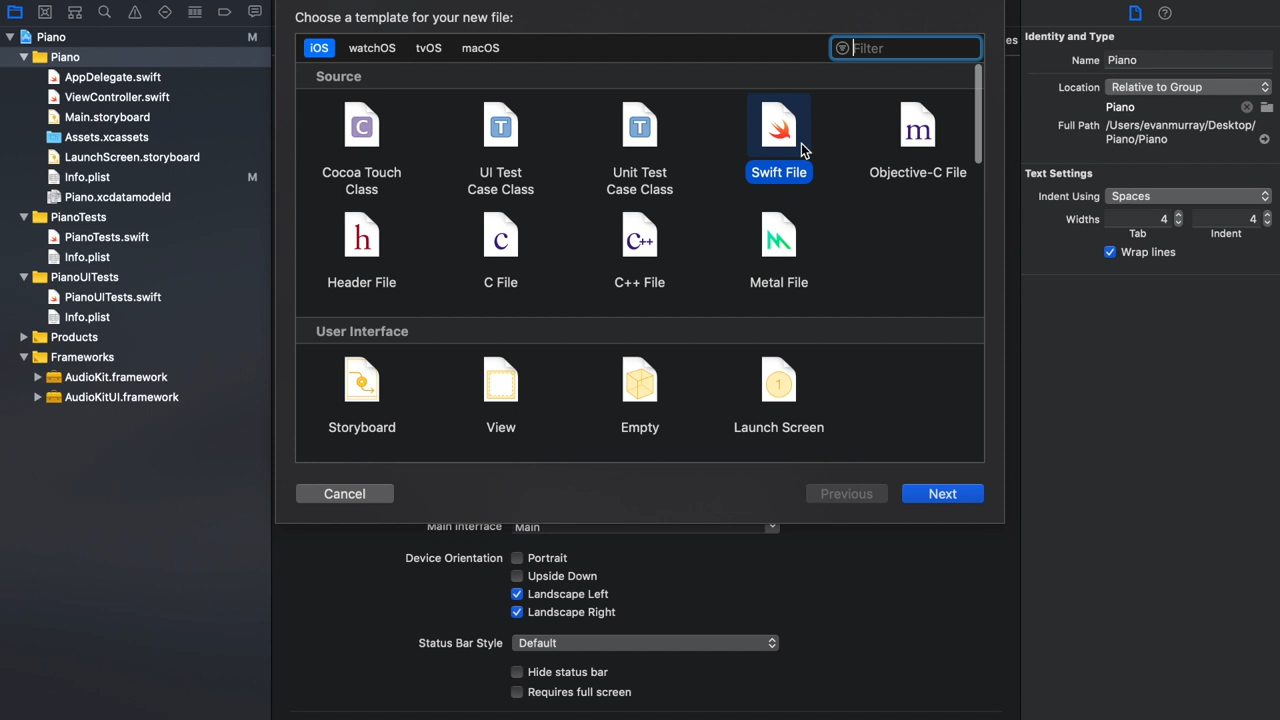 Choose a template for your new file:
iOS
watchOS
tvOS
macOS
Filter
Source
C
Cocoa Touch
Class
T
UI Test
Case Class
T
Unit Test
Case Class
Swift File
m
Objective-C File
h
Header File
c
C File
C++
C++ File
Metal File
User Interface
Storyboard
View
Empty
1
Launch Screen
Cancel
Previous
Next
Piano
M
Piano
AppDelegate.swift
ViewController.swift
Main.storyboard
Assets.xcassets
LaunchScreen.storyboard
Info.plist
M
Piano.xcdatamodeld
PianoTests
PianoTests.swift
Info.plist
PianoUITests
PianoUITests.swift
Info.plist
Products
Frameworks
AudioKit.framework
AudioKitUI.framework
Main Interface
Main
Device Orientation
Portrait
Upside Down
Landscape Left
Landscape Right
Status Bar Style
Default
Hide status bar
Requires full screen
es
Identity and Type
Name
Piano
Location
Relative to Group
Piano
Full Path
/Users/evanmurray/Desktop/
Piano/Piano
Text Settings
Indent Using
Spaces
Widths
4
4
Tab
Indent
Wrap lines